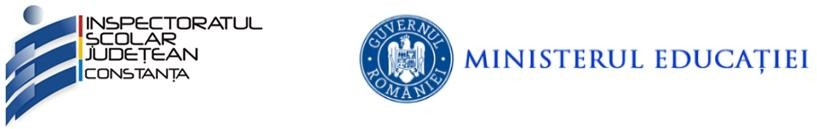 INSPECTORATUL
ȘCOLAR
JUDEȚEAN
CONSTANȚA
GUVERNUL
ROMÂNIEI
MINISTERUL EDUCAȚIEI